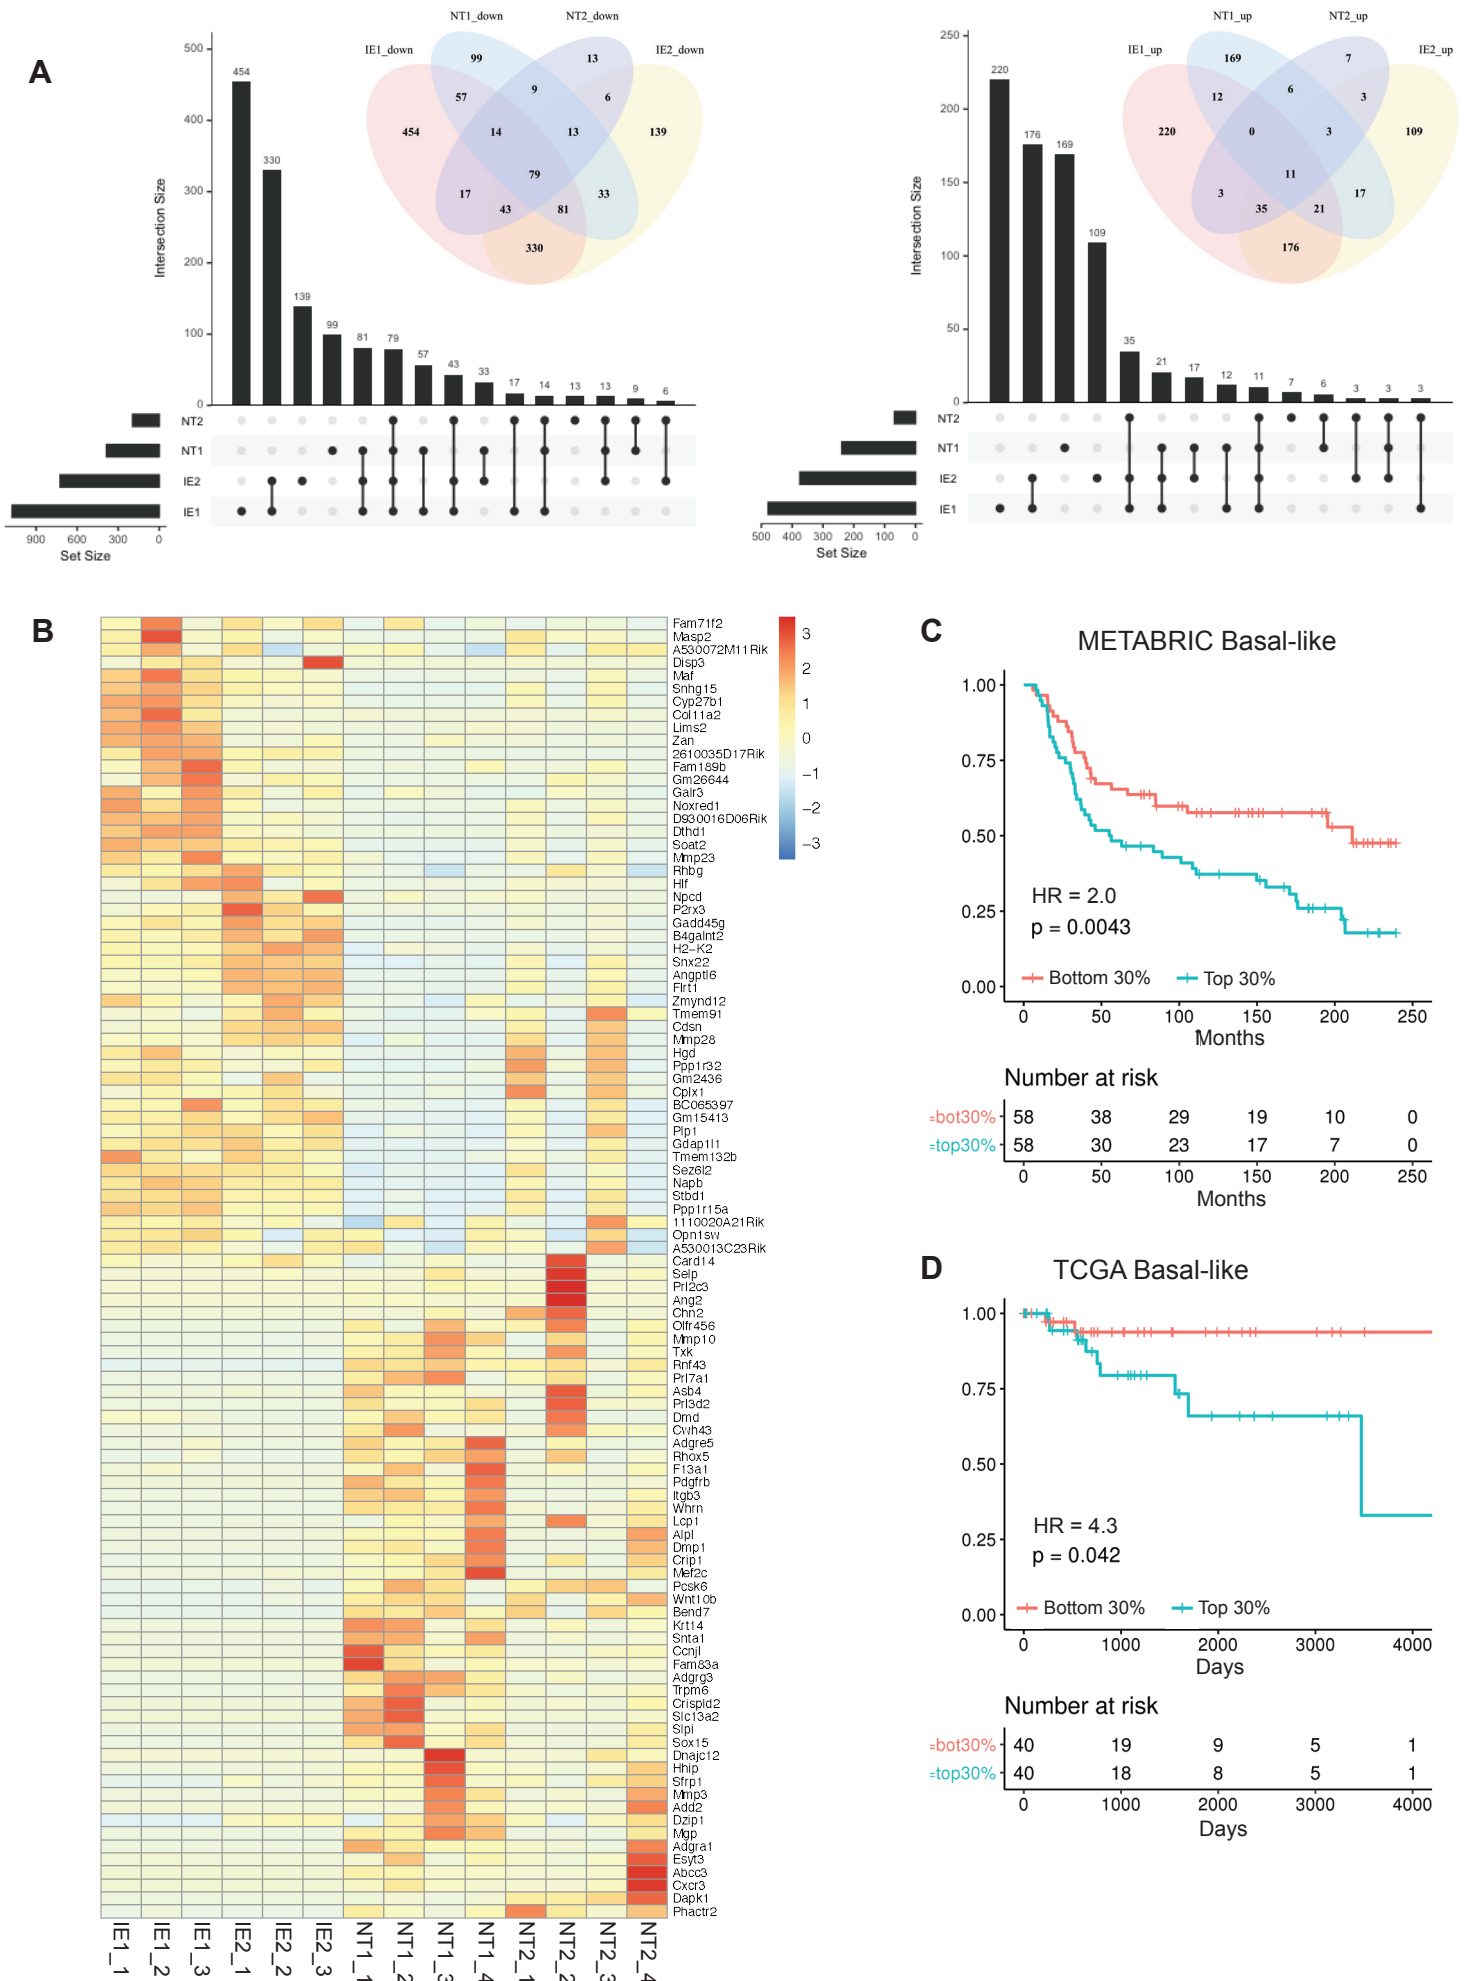 A
NT1_down
NT2_down
IE1_down
IE2_down
99
13
57
9
6
454
14
13
139
79
17
33
43
81
330
Intersection Size
500
400
300
200
100
0
454
330
139
99
81
79
57
43
33
17
14
13
13
9
6
NT2
NT1
IE2
IE1
900
600
300
0
Set Size
NT1_up
NT2_up
IE1_up
IE2_up
169
7
12
6
3
220
0
3
109
11
3
17
35
21
176
Intersection Size
250
200
150
100
50
0
220
176
169
109
35
21
17
12
11
7
6
3
3
3
NT2
NT1
IE2
IE1
500
400
300
200
100
0
Set Size
B
Fam71f2
Masp2
A530072M11Rik
Disp3
Maf
Snhg15
Cyp27b1
Col11a2
Lims2
Zan
2610035D17Rik
Fam189b
Gm26644
Galr3
Noxred1
D930016D06Rik
Dthd1
Soat2
Mmp23
Rhbg
Hlf
Npcd
P2rx3
Gadd45g
B4galnt2
H2−K2
Snx22
Angptl6
Flrt1
Zmynd12
Tmem91
Cdsn
Mmp28
Hgd
Ppp1r32
Gm2436
Cplx1
BC065397
Gm15413
Plp1
Gdap1l1
Tmem132b
Sez6l2
Napb
Stbd1
Ppp1r15a
1110020A21Rik
Opn1sw
A530013C23Rik
Card14
Selp
Prl2c3
Ang2
Chn2
Olfr456
Mmp10
Txk
Rnf43
Prl7a1
Asb4
Prl3d2
Dmd
Cwh43
Adgre5
Rhox5
F13a1
Pdgfrb
Itgb3
Whrn
Lcp1
Alpl
Dmp1
Crip1
Mef2c
Pcsk6
Wnt10b
Bend7
Krt14
Snta1
Ccnjl
Fam83a
Adgrg3
Trpm6
Crispld2
Slc13a2
Slpi
Sox15
Dnajc12
Hhip
Sfrp1
Mmp3
Add2
Dzip1
Mgp
Adgra1
Esyt3
Abcc3
Cxcr3
Dapk1
Phactr2
IE1_1
IE1_2
IE1_3
IE2_1
IE2_2
IE2_3
NT1_1
NT1_2
NT1_3
NT1_4
NT2_1
NT2_2
NT2_3
NT2_4
3
2
1
0
−1
−2
−3
C
METABRIC Basal-like
1.00
0.75
0.50
0.25
0.00
HR = 2.0
p = 0.0043
Bottom 30%
Top 30%
0 50 100 150 200 250
Months
Number at risk
=bot30% 58 38 29 19 10 0
=top30% 58 30 23 17 7 0
0 50 100 150 200 250
Months
D
TCGA Basal-like
1.00
0.75
0.50
0.25
0.00
HR = 4.3
p = 0.042
Bottom 30%
Top 30%
0 1000 2000 3000 4000
Days
Number at risk
=bot30% 40 19 9 5 1
=top30% 40 18 8 5 1
0 1000 2000 3000 4000
Days